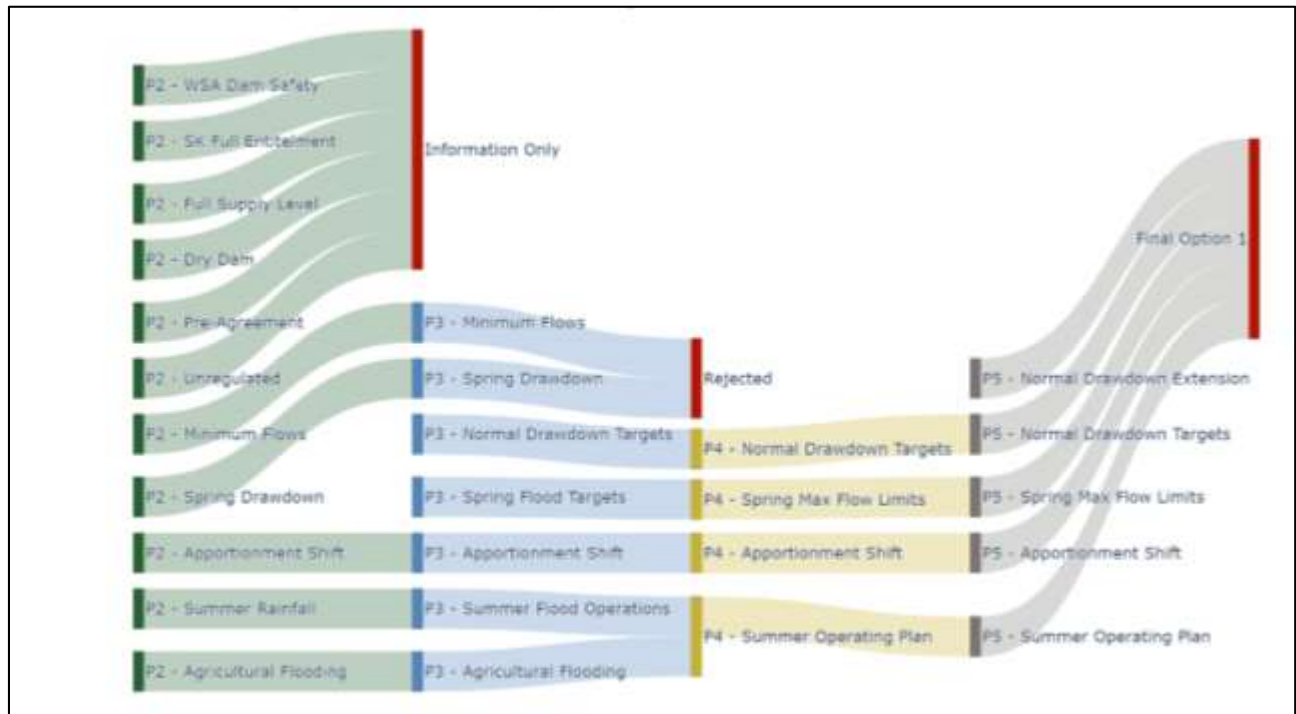 P2 - WSA Dam Safety
P2 - SK Full Entitelment
P2 - Full Supply Level
P2 - Dry Dam
P2 - Pre-Agreement
P2 - Unregulated
P2 - Minimum Flows
P2 - Spring Drawdown
P2 - Apportionment Shift
P2 - Summer Rainfall
P2 - Agricultural Flooding
Information Only
P3 - Minimum Flows
P3 - Spring Drawdown
P3 - Normal Drawdown Targets
P3 - Spring Flood Targets
P3 - Apportionment Shift
P3 - Summer Flood Operations
P3 - Agricultural Flooding
Rejected
P4 - Normal Drawdown Targets
P4 - Spring Max Flow Limits
P4 - Apportionment Shift
P4 - Summer Operating Plan
P5 - Normal Drawdown Extension
P5 - Normal Drawdown Targets
P5 - Spring Max Flow Limits
P5 - Apportionment Shift
P5 - Summer Operating Plan
Final Option 1